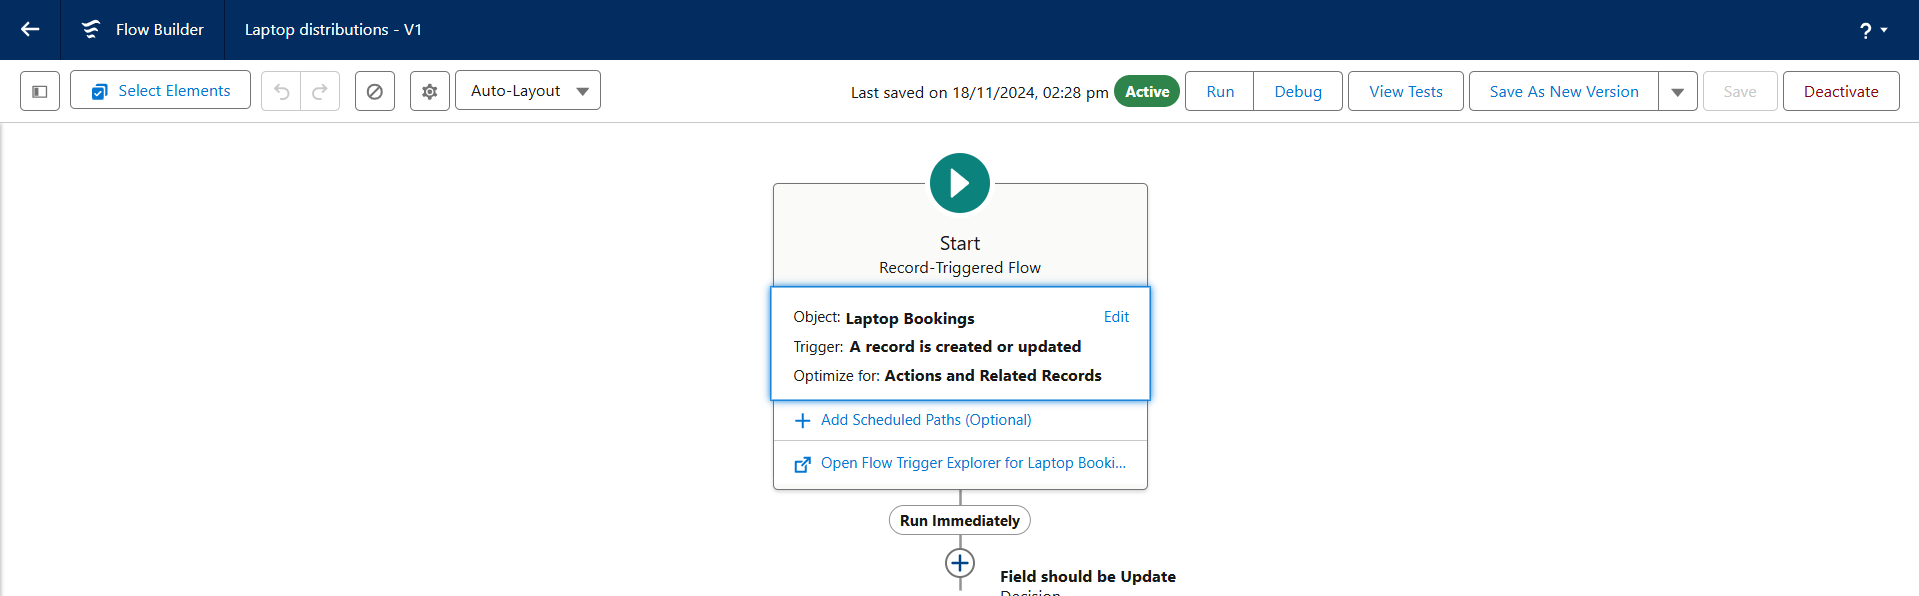 Flow Builder
Laptop distributions - V1
?
Select Elements
Auto-Layout
Last saved on 18/11/2024, 02:28 pm
Active
Run
Debug
View Tests
Save As New Version
Save
Deactivate
Start
Record-Triggered Flow
Object: Laptop Bookings
Edit
Trigger: A record is created or updated
Optimize for: Actions and Related Records
Add Scheduled Paths (Optional)
Open Flow Trigger Explorer for Laptop Booki...
Run Immediately
Field should be Update
Decision